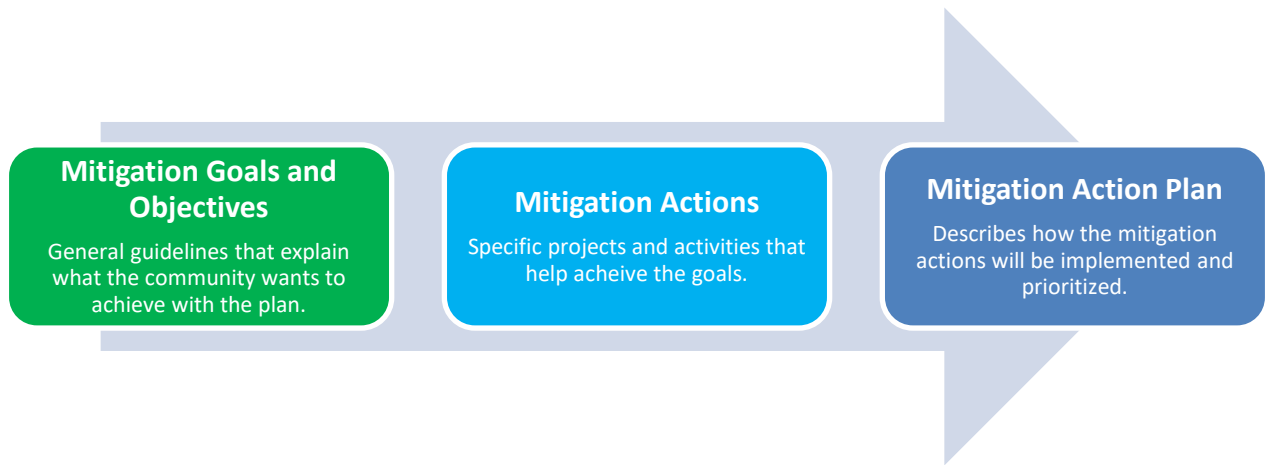 Mitigation Goals and
Objectives
General guidelines that explain
what the community wants to
achieve with the plan.
Mitigation Actions
Specific projects and activities that
help acheive the goals.
Mitigation Action Plan
Describes how the mitigation
actions will be implemented and
prioritized.